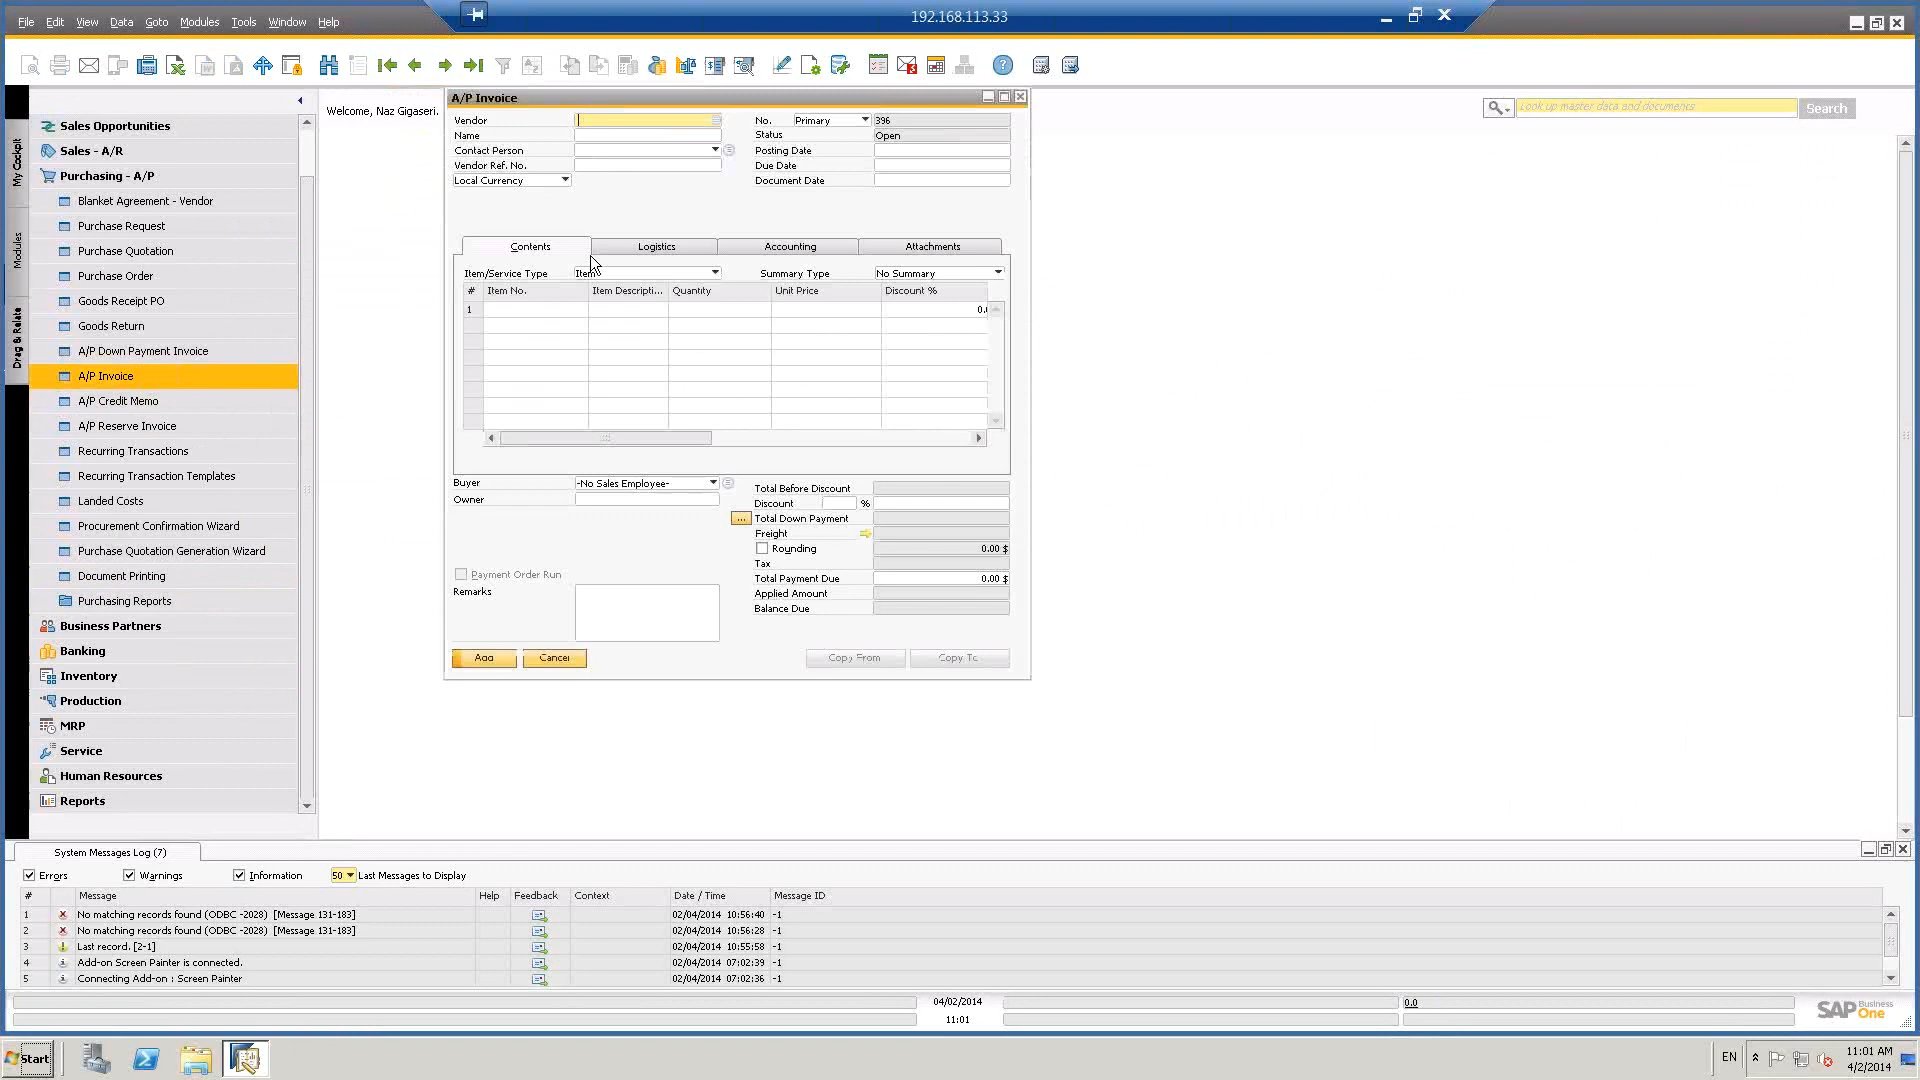 File Edit View Data Goto Modules Tools Window Help
192.168.113.33
Welcome, Naz Gigaseri.
Look up master data and documents
Search
My Cockpit
Modules
Drag & Relate
Sales Opportunities
Sales - A/R
Purchasing - A/P
Blanket Agreement - Vendor
Purchase Request
Purchase Quotation
Purchase Order
Goods Receipt PO
Goods Return
A/P Down Payment Invoice
A/P Invoice
A/P Credit Memo
A/P Reserve Invoice
Recurring Transactions
Recurring Transaction Templates
Landed Costs
Procurement Confirmation Wizard
Purchase Quotation Generation Wizard
Document Printing
Purchasing Reports
Business Partners
Banking
Inventory
Production
MRP
Service
Human Resources
Reports
A/P Invoice
Vendor No. Primary 396
Name Status Open
Contact Person Posting Date
Vendor Ref. No. Due Date
Local Currency Document Date
Contents Logistics Accounting Attachments
Item/Service Type Item Summary Type No Summary
# Item No. Item Descripti... Quantity Unit Price Discount %
1 0.
Buyer -No Sales Employee-
Owner
Total Before Discount
Discount %
... Total Down Payment
Freight
Rounding 0.00 $
Tax
Payment Order Run
Total Payment Due 0.00 $
Remarks
Applied Amount
Balance Due
Add Cancel Copy From Copy To
System Messages Log (7)
Errors Warnings Information 50 Last Messages to Display
# Message Help Feedback Context Date / Time Message ID
1 No matching records found (ODBC -2028) [Message 131-183] 02/04/2014 10:56:40 -1
2 No matching records found (ODBC -2028) [Message 131-183] 02/04/2014 10:56:28 -1
3 Last record. [2-1] 02/04/2014 10:55:58 -1
4 Add-on Screen Painter is connected. 02/04/2014 07:02:39 -1
5 Connecting Add-on : Screen Painter 02/04/2014 07:02:36 -1
04/02/2014 0.0
11:01
SAP Business One
Start
EN
11:01 AM
4/2/2014